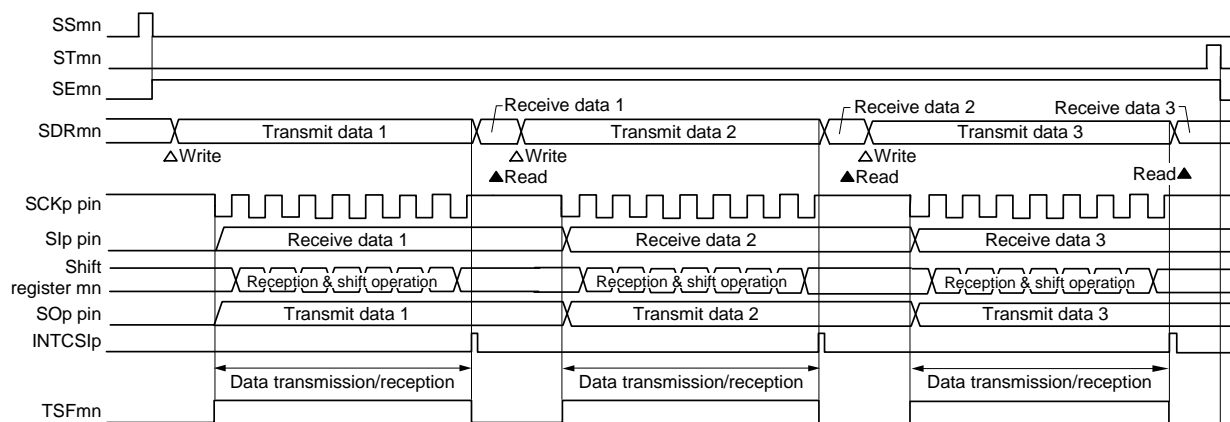 SSmn
STmn
SEmn
Receive data 1 Receive data 2 Receive data 3
SDRmn Transmit data 1 Transmit data 2 Transmit data 3
△Write △Write △Write
▲Read ▲Read Read▲
SCKp pin
SIp pin Receive data 1 Receive data 2 Receive data 3
Shift
register mn Reception & shift operation Reception & shift operation Reception & shift operation
SOp pin Transmit data 1 Transmit data 2 Transmit data 3
INTCSIp
Data transmission/reception Data transmission/reception Data transmission/reception
TSFmn